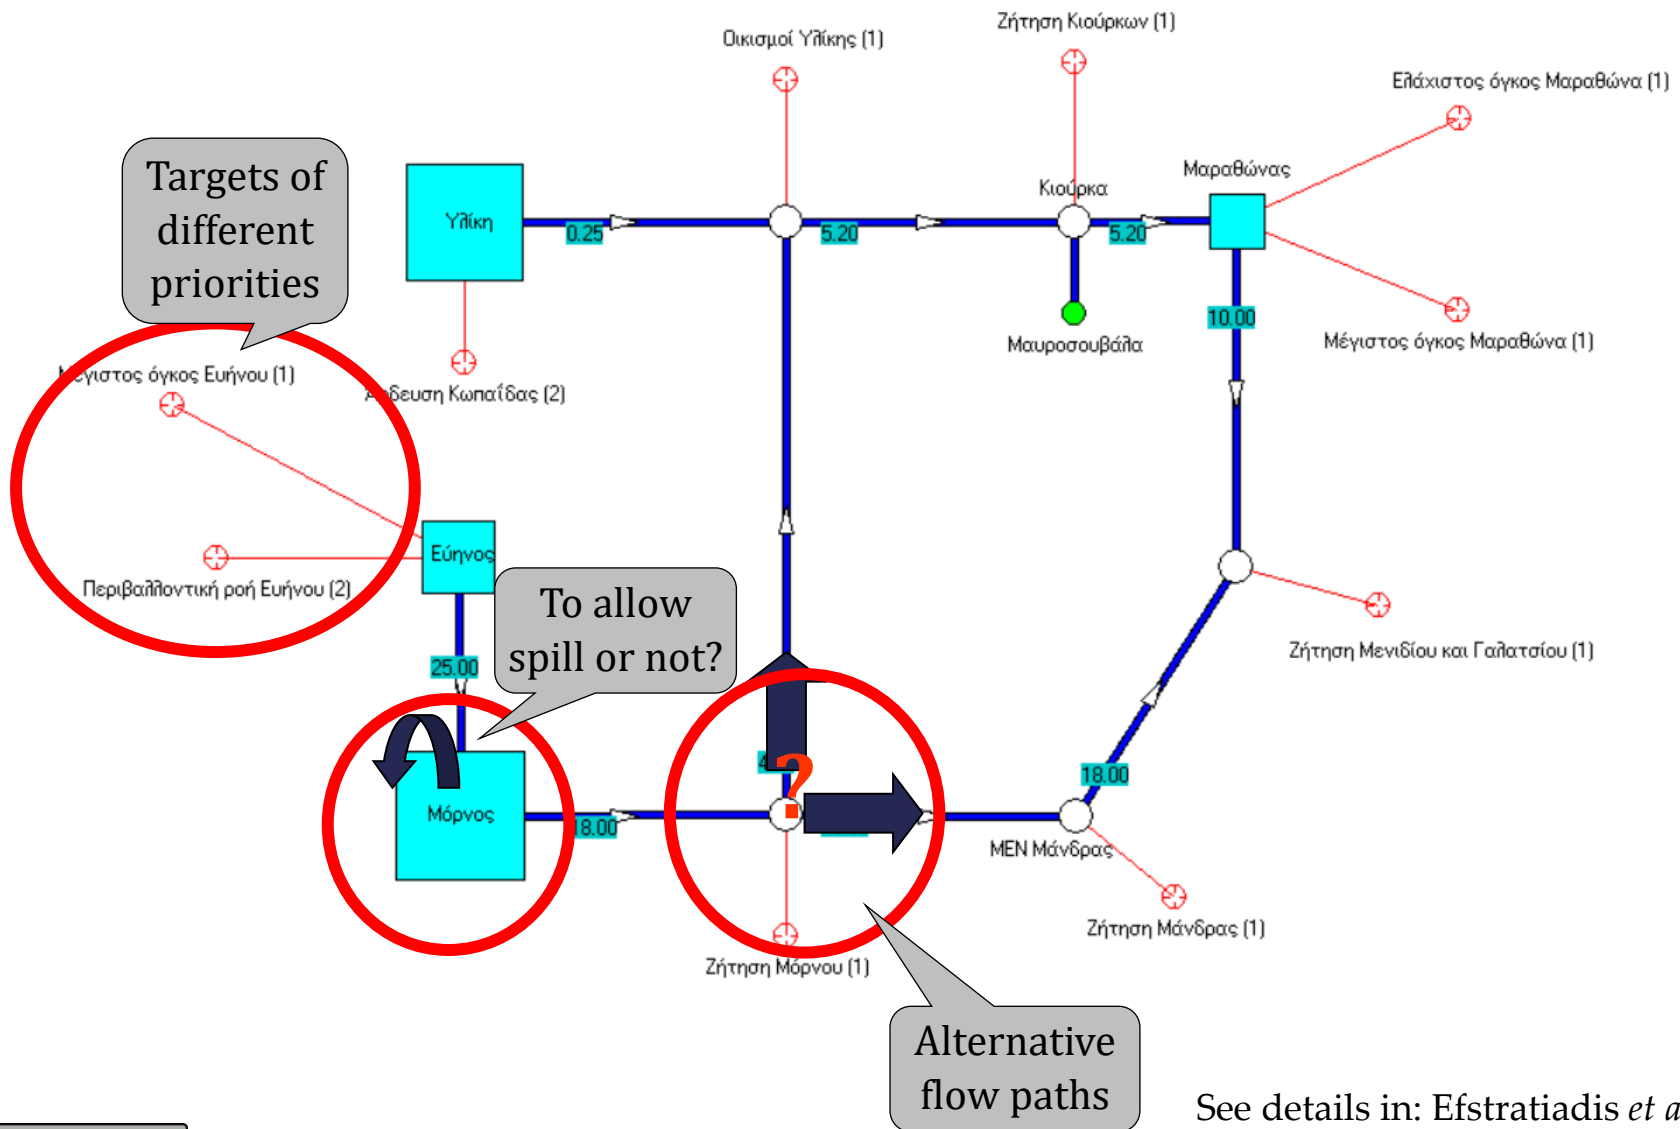 Ζήτηση Κιούρκων (1)
Οικισμοί Υλίκης (1)
Ελάχιστος όγκος Μαραθώνα (1)
Targets of
different
priorities
Μαραθώνας
Κιούρκα
Υλίκη
0.25
5.20
5.20
10.00
Μαυροσουβάλα
Μέγιστος όγκος Μαραθώνα (1)
Μέγιστος όγκος Ευήνου (1)
Κωπαΐδας (2)
Εύηνος
Περιβαλλοντική ροή Ευήνου (2)
To allow
spill or not?
Ζήτηση Μενιδίου και Γαλατσίου (1)
25.00
?
18.00
Μόρνος
18.00
ΜΕΝ Μάνδρας
Ζήτηση Μάνδρας (1)
Ζήτηση Μόρνου (1)
Alternative
flow paths
See details in: Efstratiadis et